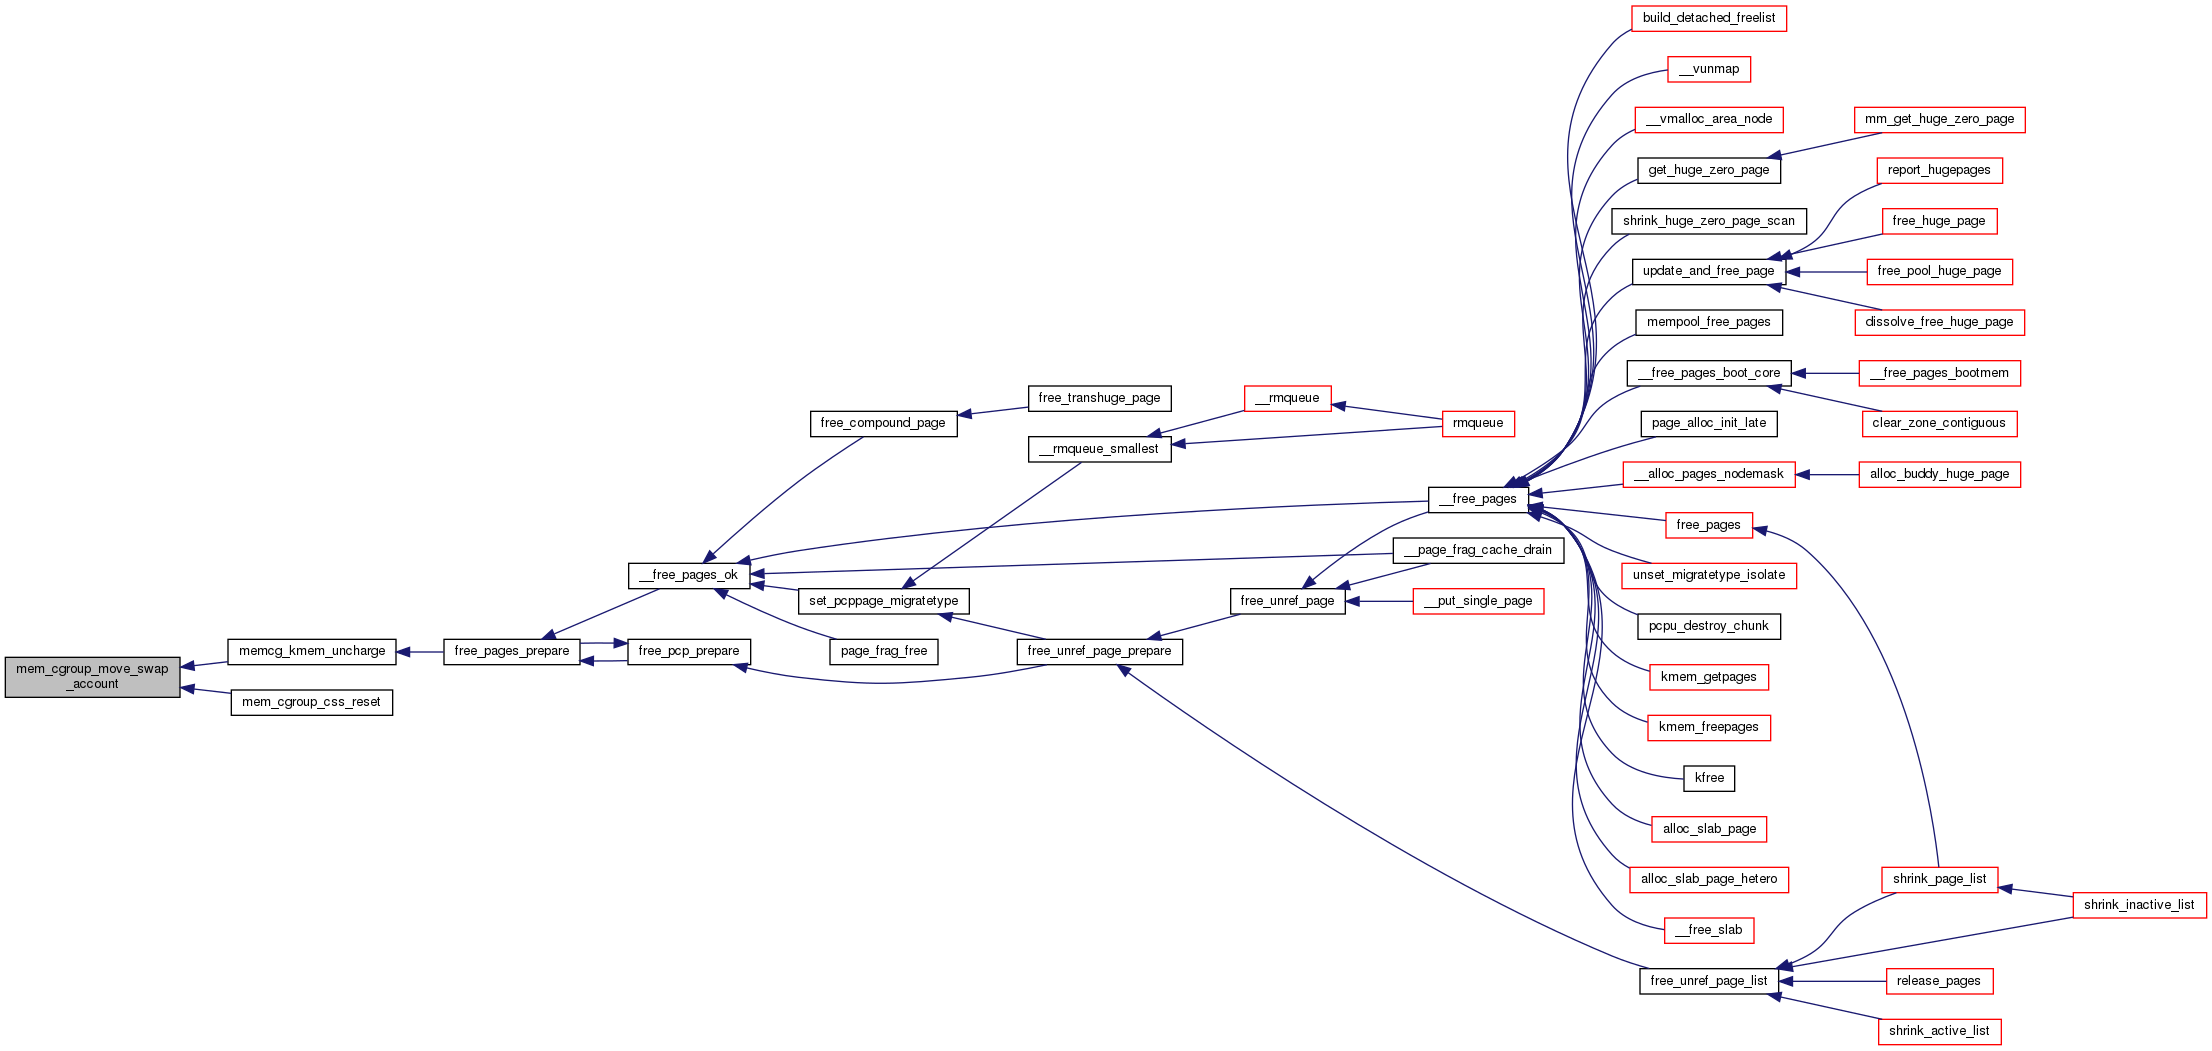 build_detached_freelist
__vunmap
__vmalloc_area_node
mm_get_huge_zero_page
get_huge_zero_page
report_hugepages
shrink_huge_zero_page_scan
free_huge_page
update_and_free_page
free_pool_huge_page
mempool_free_pages
dissolve_free_huge_page
__free_pages_boot_core
__free_pages_bootmem
free_transhuge_page
__rmqueue
free_compound_page
rmqueue
page_alloc_init_late
clear_zone_contiguous
__rmqueue_smallest
__alloc_pages_nodemask
alloc_buddy_huge_page
__free_pages
free_pages
__page_frag_cache_drain
__free_pages_ok
unset_migratetype_isolate
set_pcppage_migratetype
free_unref_page
__put_single_page
pcpu_destroy_chunk
memcg_kmem_uncharge
free_pages_prepare
free_pcp_prepare
page_frag_free
free_unref_page_prepare
mem_cgroup_move_swap
_account
kmem_getpages
mem_cgroup_css_reset
kmem_freepages
kfree
alloc_slab_page
alloc_slab_page_hetero
shrink_page_list
shrink_inactive_list
__free_slab
free_unref_page_list
release_pages
shrink_active_list